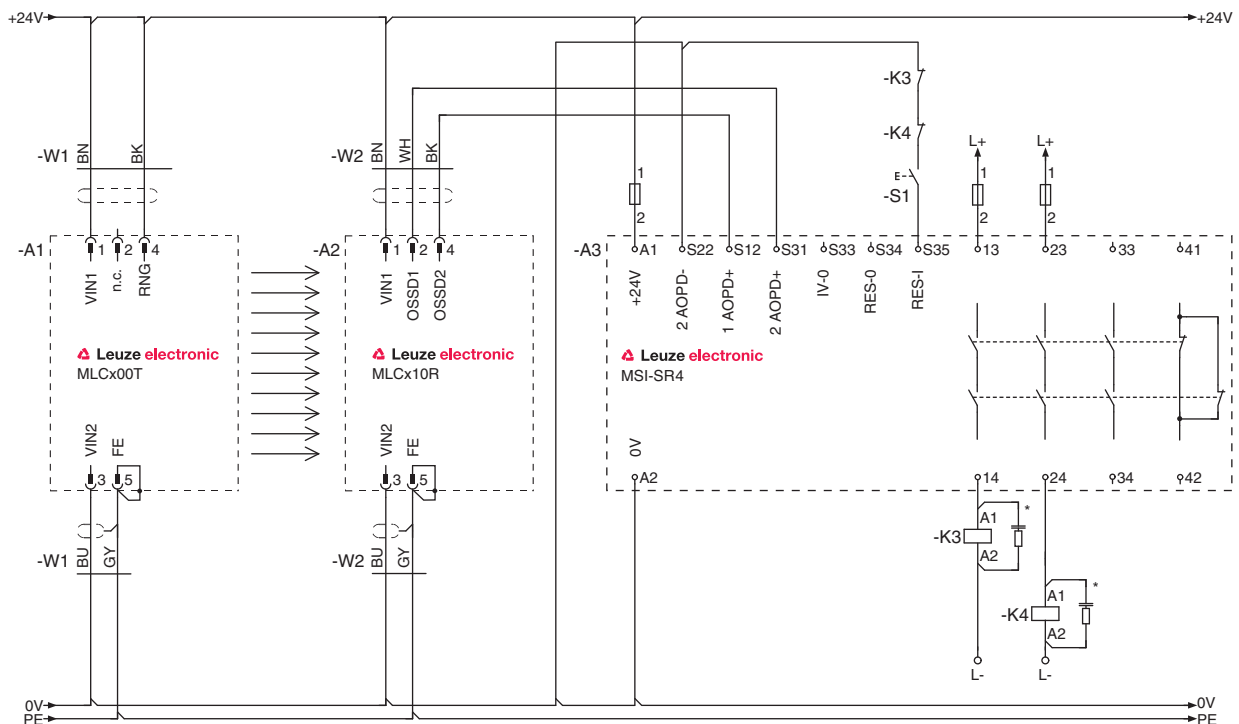 +24V
+24V
-K3
-K4
L+
L+
-W1
BN
BK
-W2
BN
WH
BK
1
2
E
-S1
1
2
1
2
-A1
1
2
4
-A2
1
2
4
-A3
A1
S22
S12
S31
S33
S34
S35
13
23
33
41
VIN1
n.c.
RNG
VIN1
OSSD1
OSSD2
+24V
2 AOPD-
1 AOPD+
2 AOPD+
IV-0
RES-0
RES-I
Leuze electronic
MLCx00T
Leuze electronic
MLCx10R
Leuze electronic
MSI-SR4
VIN2
FE
VIN2
FE
0V
3
5
3
5
A2
14
24
34
42
-W1
BU
GY
-W2
BU
GY
-K3
A1
A2
*
-K4
A1
A2
*
L-
L-
0V
0V
PE
PE